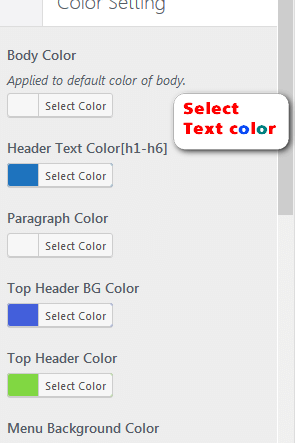 Color Setting
Body Color
Applied to default color of body.
Select Color
Select
Text color
Header Text Color[h1-h6]
Select Color
Paragraph Color
Select Color
Top Header BG Color
Select Color
Top Header Color
Select Color
Menu Background Color